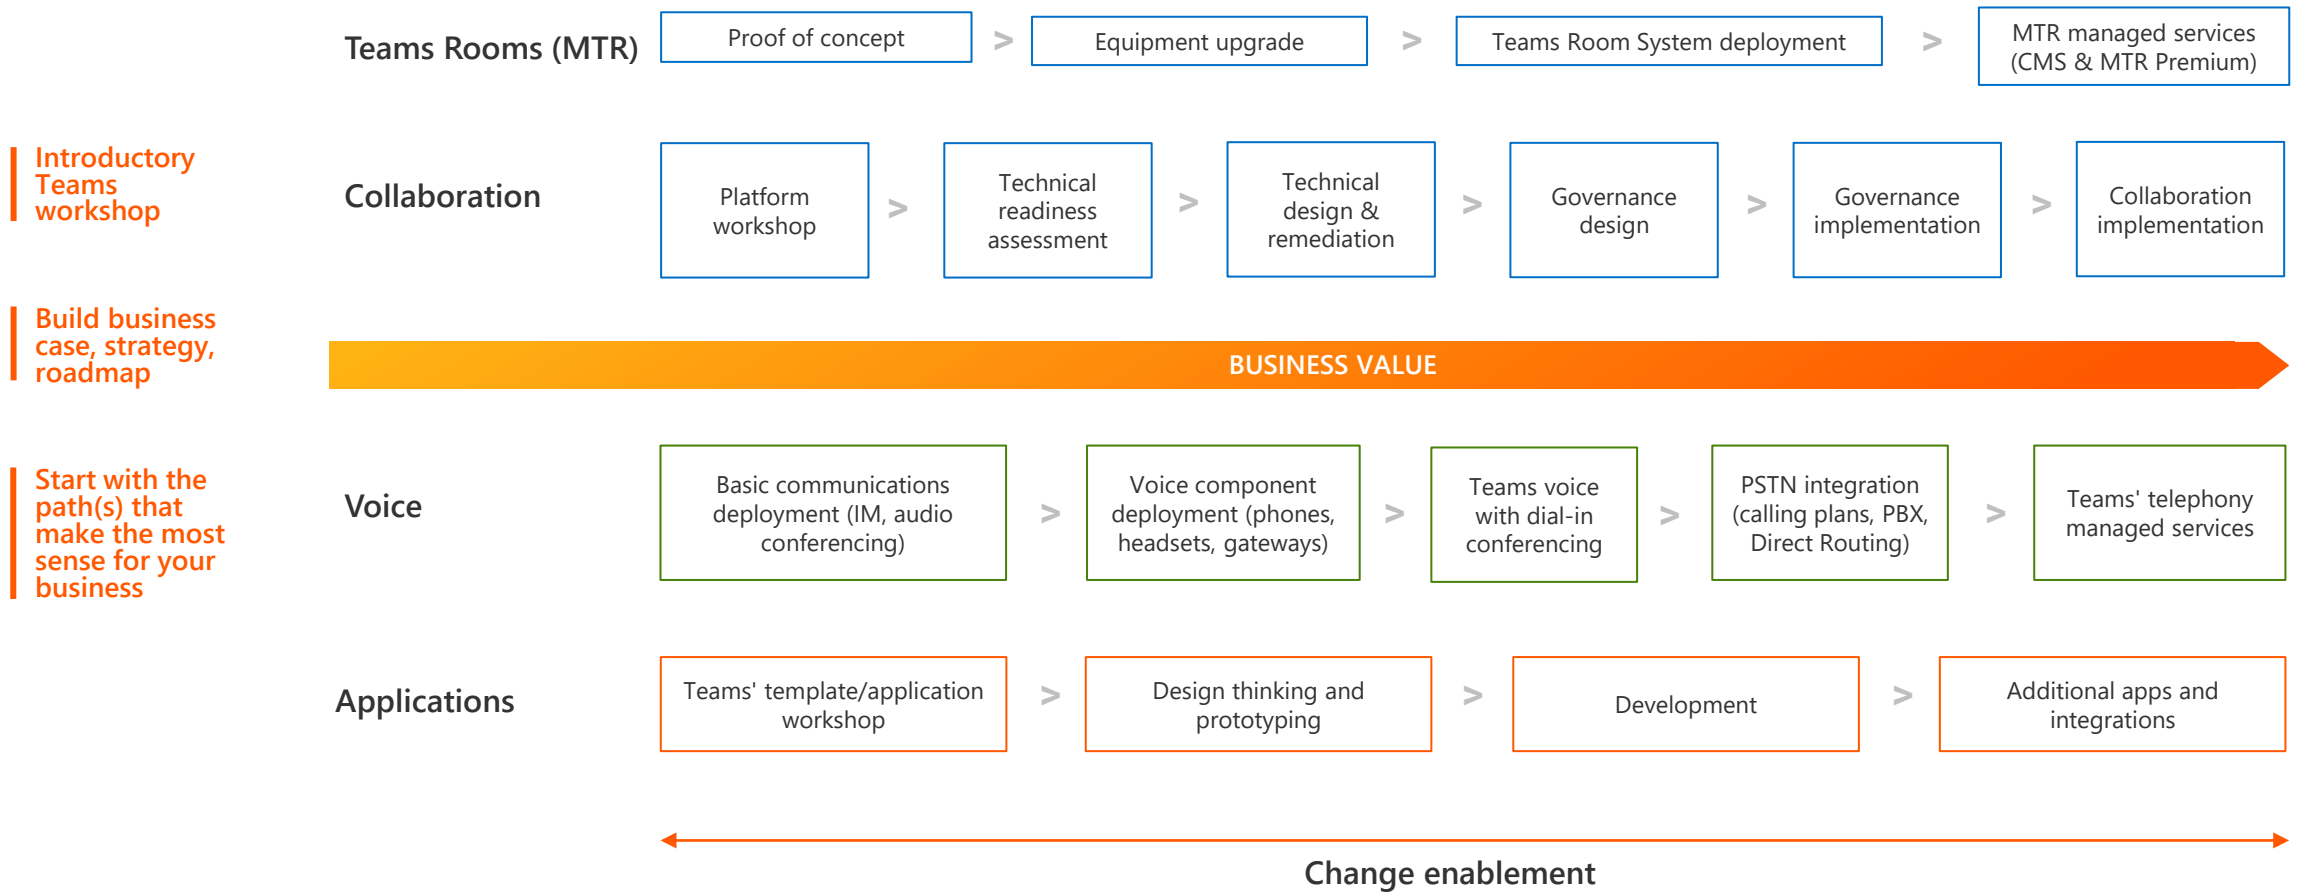 Introductory
Teams
workshop
Build business
case, strategy,
roadmap
Start with the
path(s) that
make the most
sense for your
business
Teams Rooms (MTR)
Proof of concept
>
Equipment upgrade
>
Teams Room System deployment
>
MTR managed services
(CMS & MTR Premium)
Collaboration
Platform
workshop
>
Technical
readiness
assessment
>
Technical
design &
remediation
>
Governance
design
>
Governance
implementation
>
Collaboration
implementation
BUSINESS VALUE
Voice
Basic communications
deployment (IM, audio
conferencing)
>
Voice component
deployment (phones,
headsets, gateways)
>
Teams voice
with dial-in
conferencing
>
PSTN integration
(calling plans, PBX,
Direct Routing)
>
Teams' telephony
managed services
Applications
Teams' template/application
workshop
>
Design thinking and
prototyping
>
Development
>
Additional apps and
integrations
Change enablement